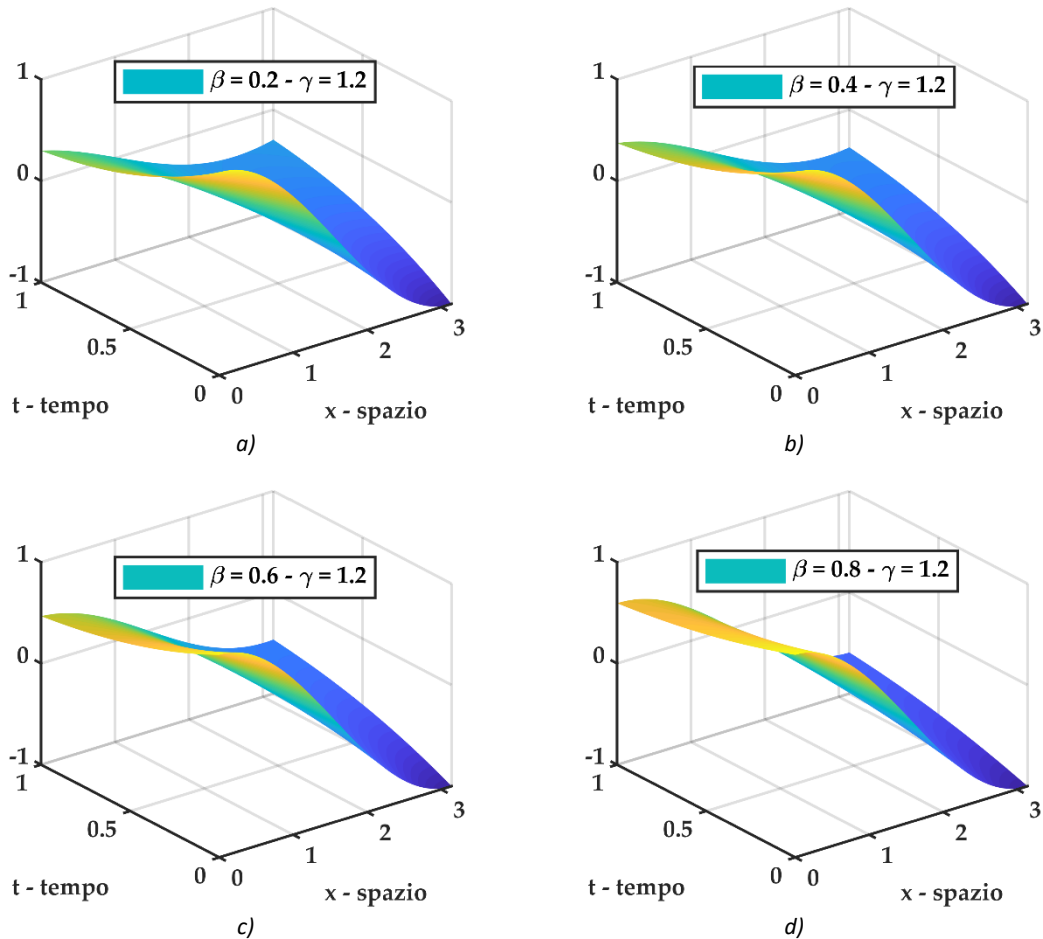 β = 0.2 - γ = 1.2
1
0
-1
1
0.5
0
0
1
2
3
t - tempo
x - spazio
a)
β = 0.4 - γ = 1.2
1
0
-1
1
0.5
0
0
1
2
3
t - tempo
x - spazio
b)
β = 0.6 - γ = 1.2
1
0
-1
1
0.5
0
0
1
2
3
t - tempo
x - spazio
c)
β = 0.8 - γ = 1.2
1
0
-1
1
0.5
0
0
1
2
3
t - tempo
x - spazio
d)